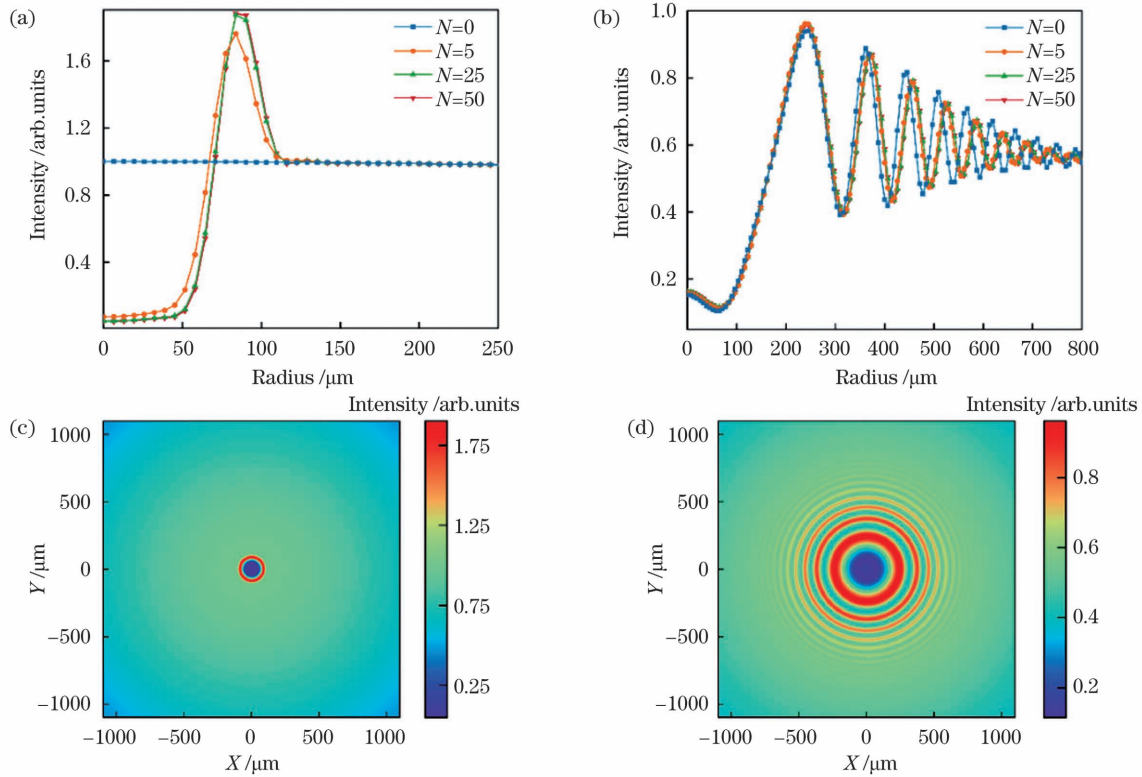 (a)
N=0
N=5
N=25
N=50
Intensity /arb.units
1.6
1.2
0.8
0.4
0 50 100 150 200 250
Radius /μm
(b)
N=0
N=5
N=25
N=50
Intensity /arb.units
1.0
0.8
0.6
0.4
0.2
0 100 200 300 400 500 600 700 800
Radius /μm
(c)
Intensity /arb.units
Y /μm
1000
500
0
−500
−1000
−1000 −500 0 500 1000
X /μm
1.75
1.25
0.75
0.25
(d)
Intensity /arb.units
Y /μm
1000
500
0
−500
−1000
−1000 −500 0 500 1000
X /μm
0.8
0.6
0.4
0.2